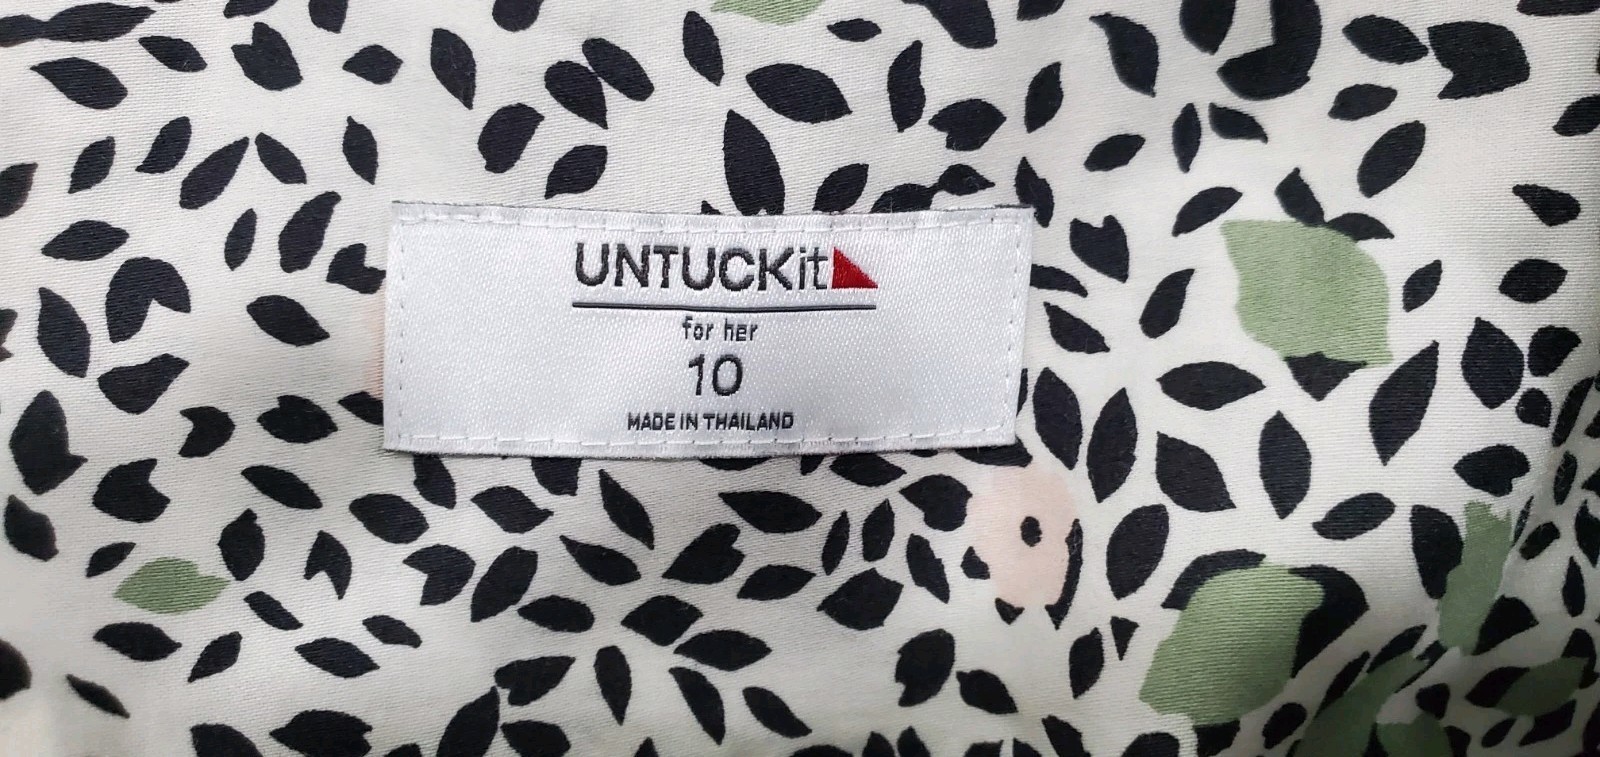 UNTUCKit
for her
10
MADE IN THAILAND